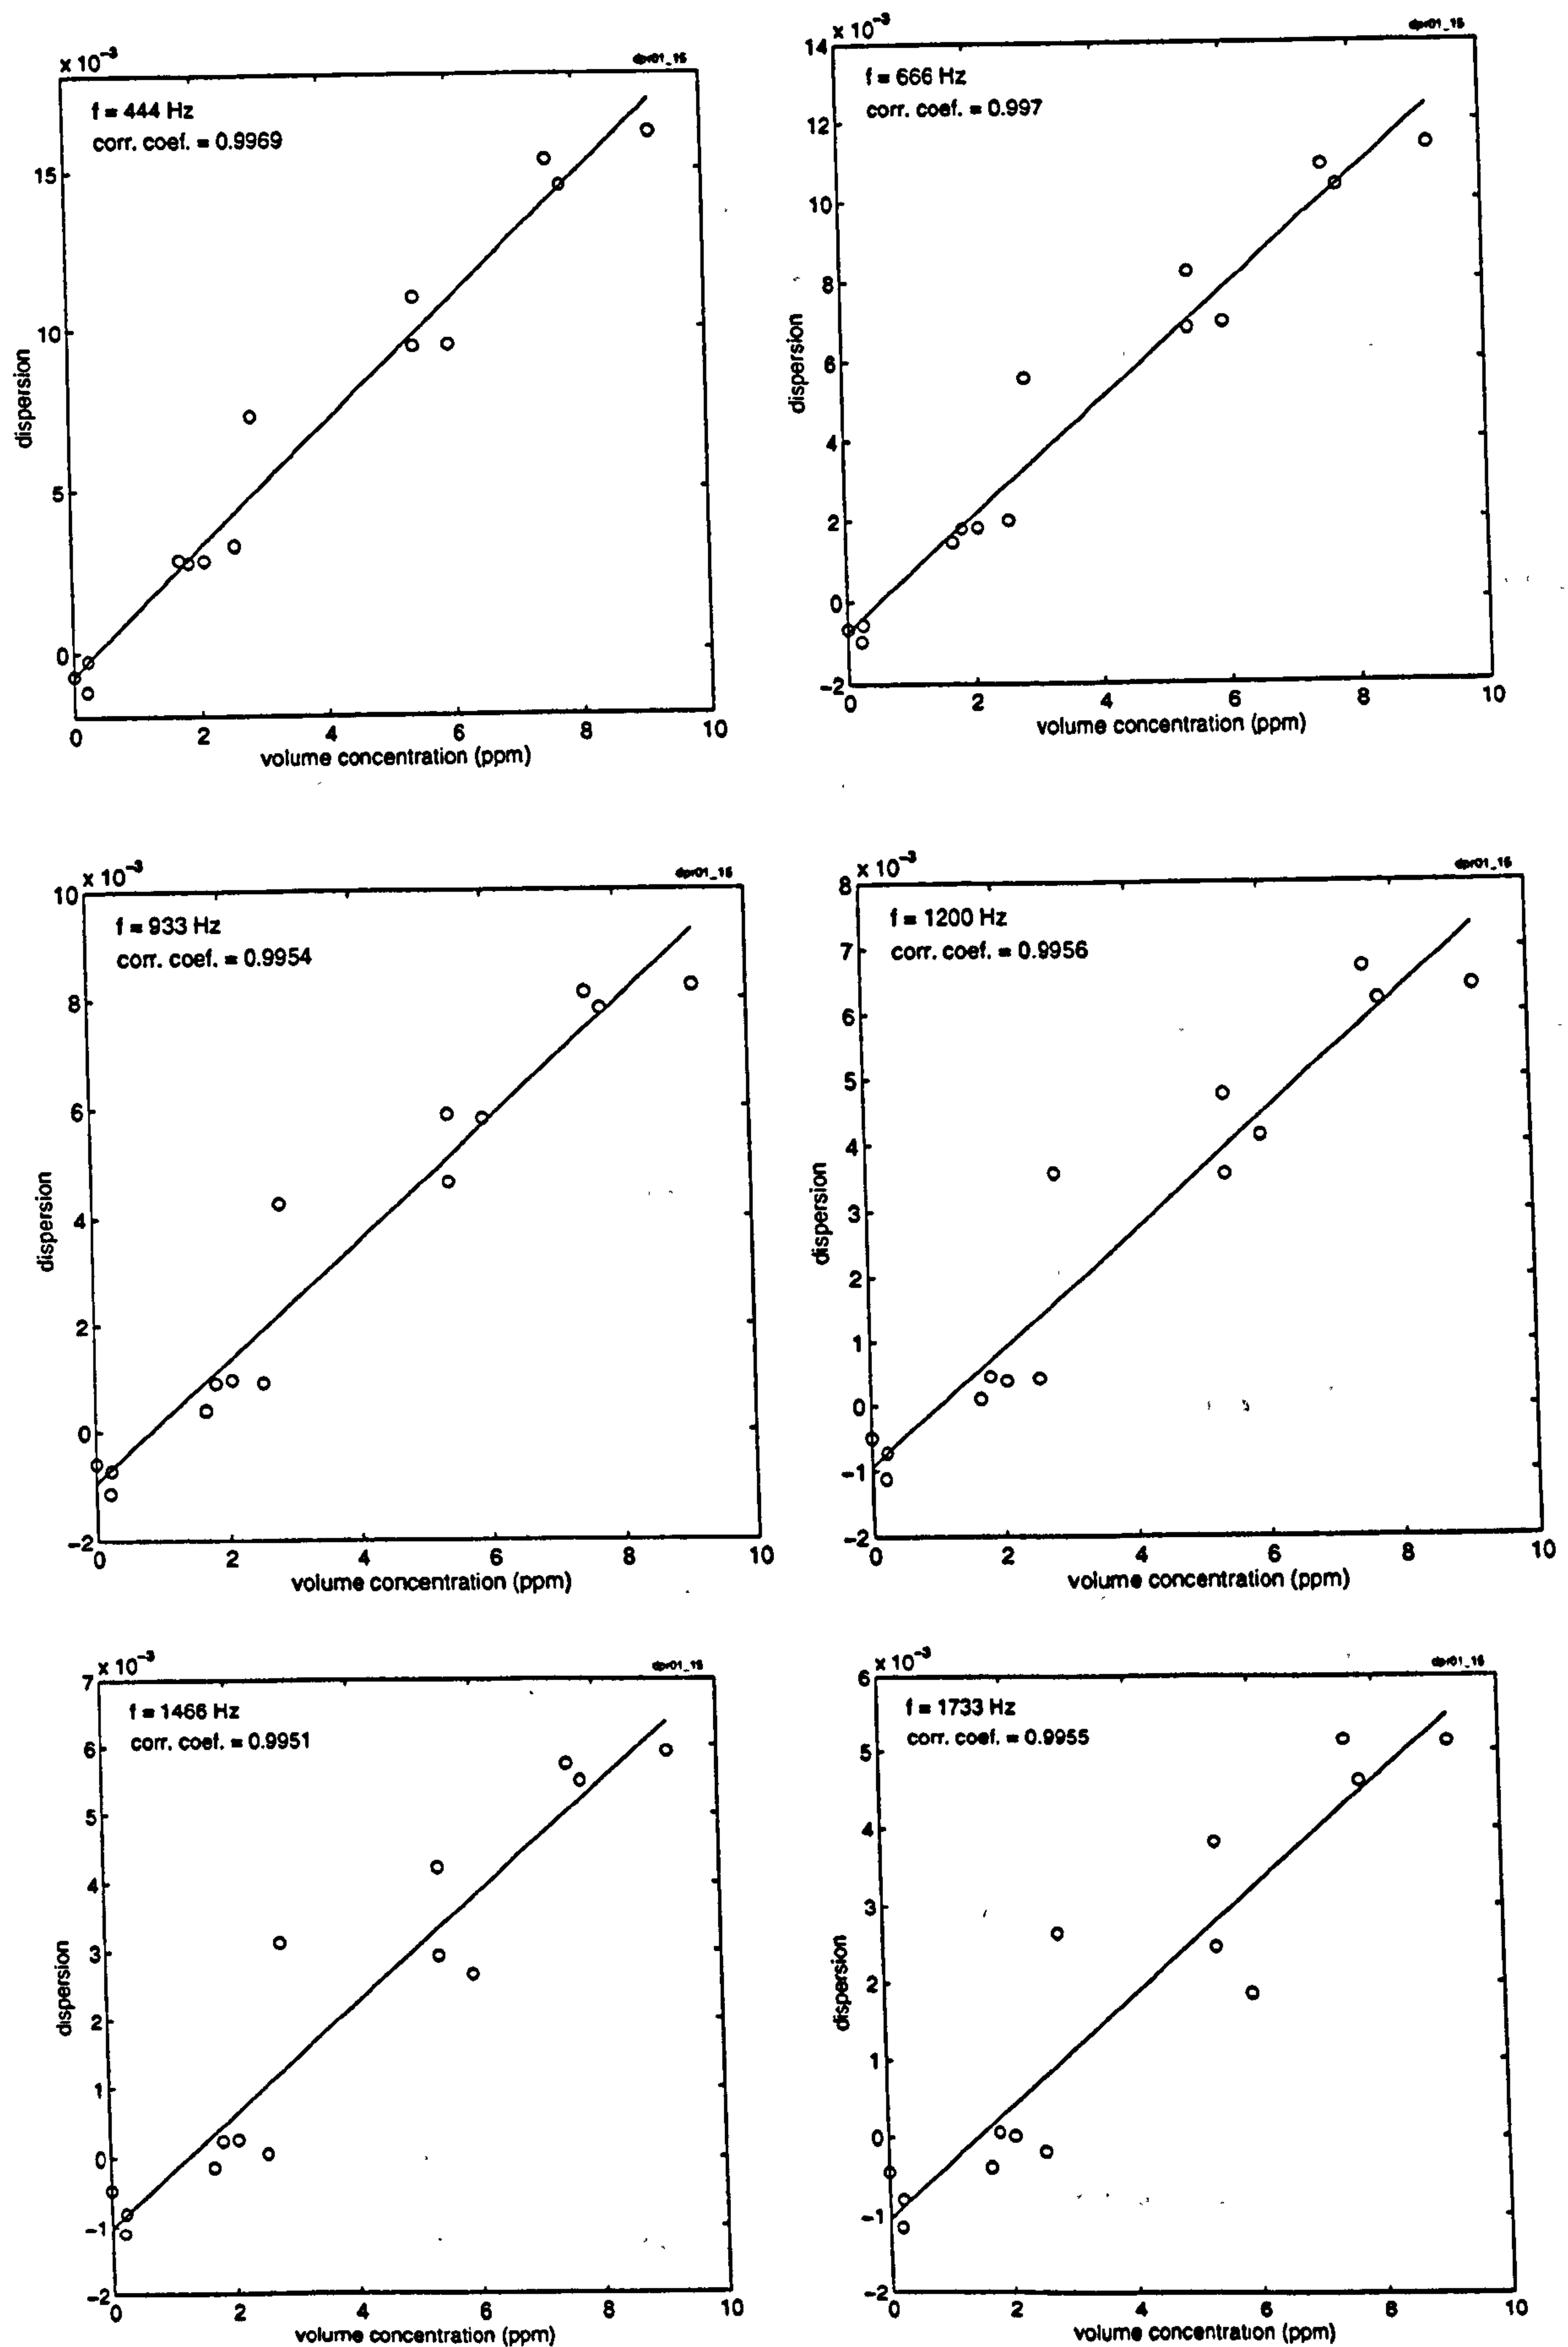 x 10⁻³ dpr01_15
f = 444 Hz
corr. coef. = 0.9969
15
10
5
0
dispersion
0 2 4 6 8 10
volume concentration (ppm)
x 10⁻³ dpr01_15
14
f = 666 Hz
corr. coef. = 0.997
12
10
8
6
4
2
0
-2
dispersion
0 2 4 6 8 10
volume concentration (ppm)
x 10⁻³ dpr01_15
10
f = 933 Hz
corr. coef. = 0.9954
8
6
4
2
0
-2
dispersion
0 2 4 6 8 10
volume concentration (ppm)
x 10⁻³ dpr01_15
8
f = 1200 Hz
corr. coef. = 0.9956
7
6
5
4
3
2
1
0
-1
-2
dispersion
0 2 4 6 8 10
volume concentration (ppm)
x 10⁻³ dpr01_15
7
f = 1466 Hz
corr. coef. = 0.9951
6
5
4
3
2
1
0
-1
-2
dispersion
0 2 4 6 8 10
volume concentration (ppm)
x 10⁻³ dpr01_15
6
f = 1733 Hz
corr. coef. = 0.9955
5
4
3
2
1
0
-1
-2
dispersion
0 2 4 6 8 10
volume concentration (ppm)